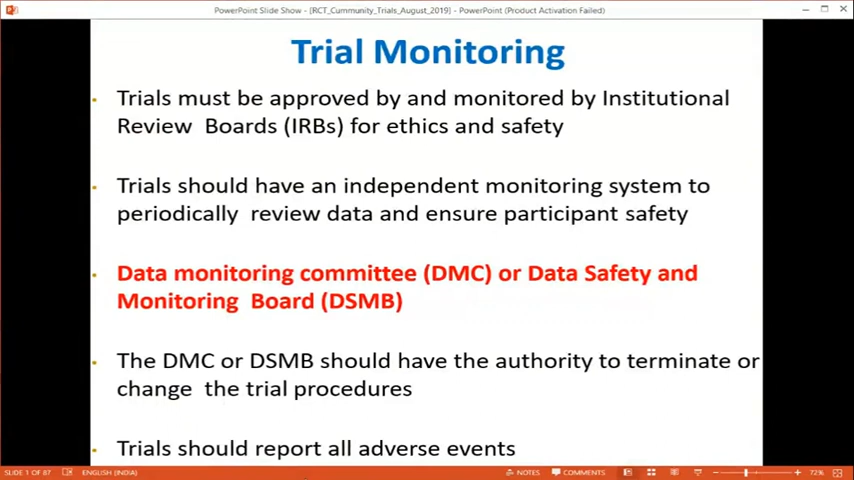 PowerPoint Slide Show - [RCT_Cummunity_Trials_August_2019] - PowerPoint (Product Activation Failed)
Trial Monitoring
Trials must be approved by and monitored by Institutional
Review Boards (IRBs) for ethics and safety
Trials should have an independent monitoring system to
periodically review data and ensure participant safety
Data monitoring committee (DMC) or Data Safety and
Monitoring Board (DSMB)
The DMC or DSMB should have the authority to terminate or
change the trial procedures
Trials should report all adverse events
SLIDE 1 OF 87 ENGLISH (INDIA) NOTES COMMENTS 72%